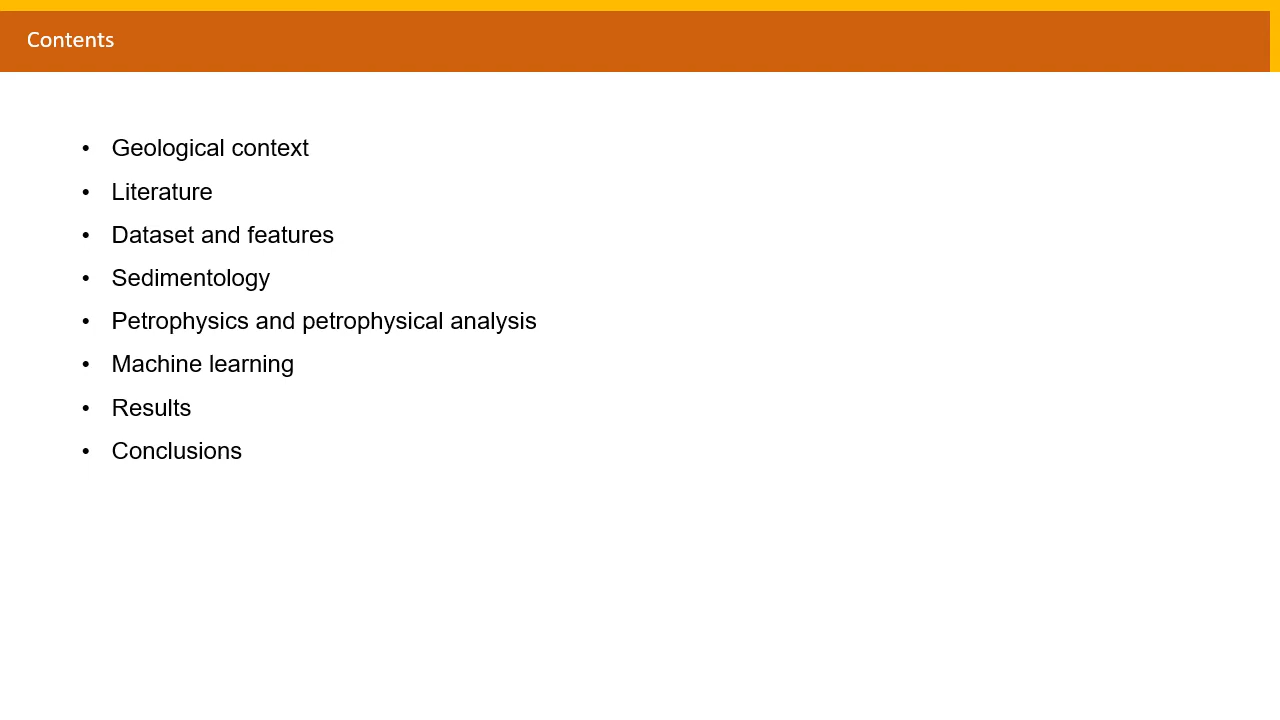 Contents
• Geological context
• Literature
• Dataset and features
• Sedimentology
• Petrophysics and petrophysical analysis
• Machine learning
• Results
• Conclusions